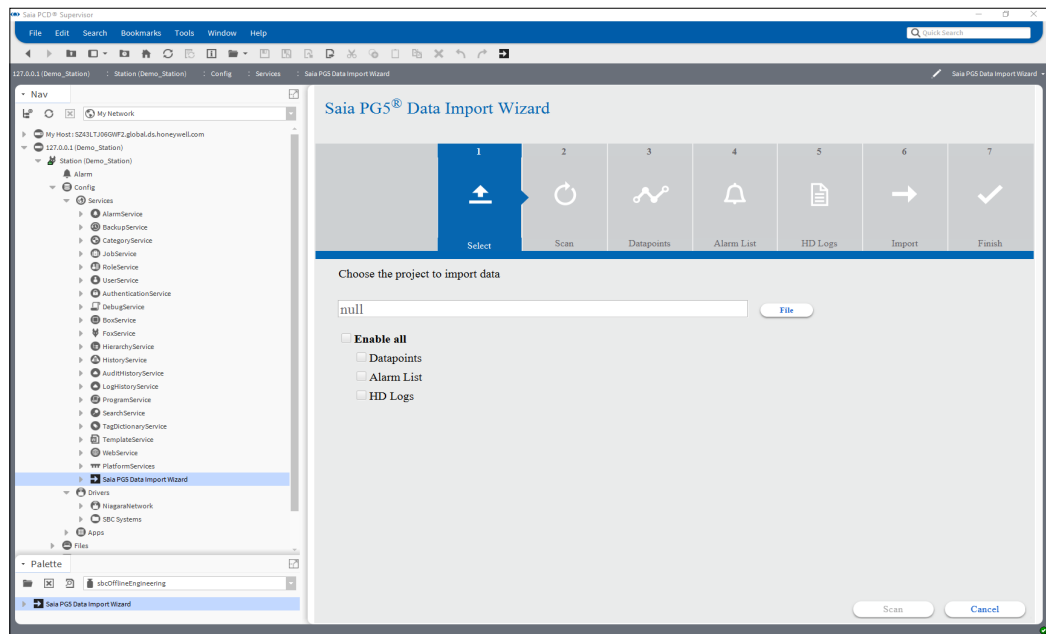 Saia PCD® Supervisor
File Edit Search Bookmarks Tools Window Help
Quick Search
127.0.0.1 (Demo_Station) : Station (Demo_Station) : Config : Services : Saia PG5 Data Import Wizard
Saia PG5 Data Import Wizard
Nav
My Network
My Host : SZ43LTJ06GWF2.global.ds.honeywell.com
127.0.0.1 (Demo_Station)
Station (Demo_Station)
Alarm
Config
Services
AlarmService
BackupService
CategoryService
JobService
RoleService
UserService
AuthenticationService
DebugService
BoxService
FoxService
HierarchyService
HistoryService
AuditHistoryService
LogHistoryService
ProgramService
SearchService
TagDictionaryService
TemplateService
WebService
PlatformServices
Saia PG5 Data Import Wizard
Drivers
NiagaraNetwork
SBC Systems
Apps
Files
Palette
sbcOfflineEngineering
Saia PG5 Data Import Wizard
Saia PG5® Data Import Wizard
1 2 3 4 5 6 7
Select Scan Datapoints Alarm List HD Logs Import Finish
Choose the project to import data
null File
Enable all
Datapoints
Alarm List
HD Logs
Scan Cancel